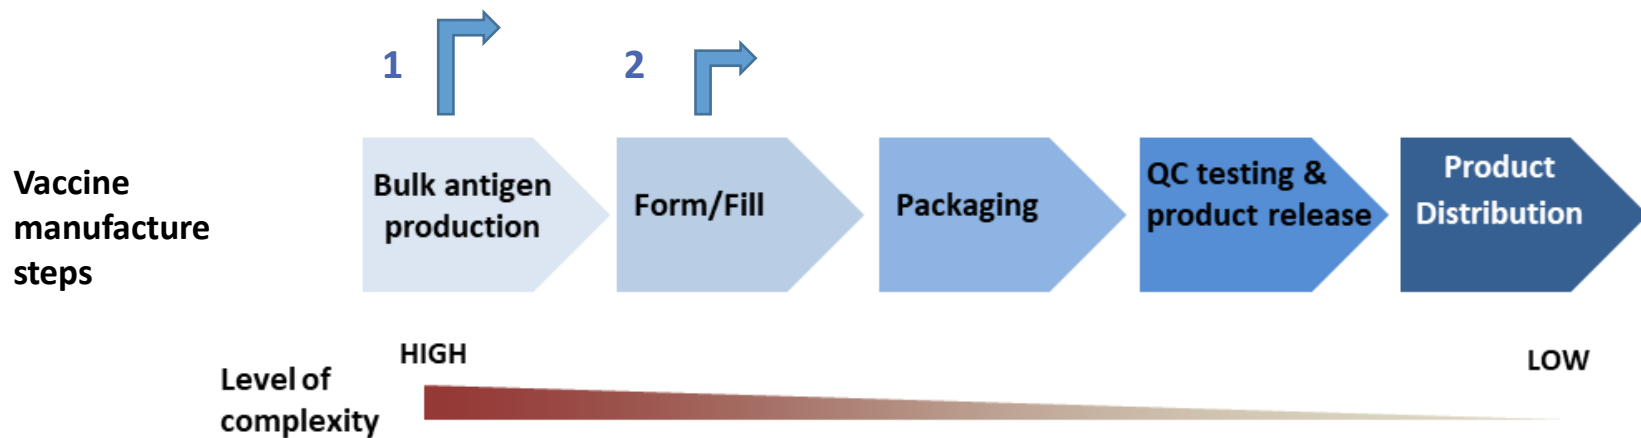 1
2
Vaccine
manufacture
steps
Bulk antigen
production
Form/Fill
Packaging
QC testing &
product release
Product
Distribution
HIGH
LOW
Level of
complexity